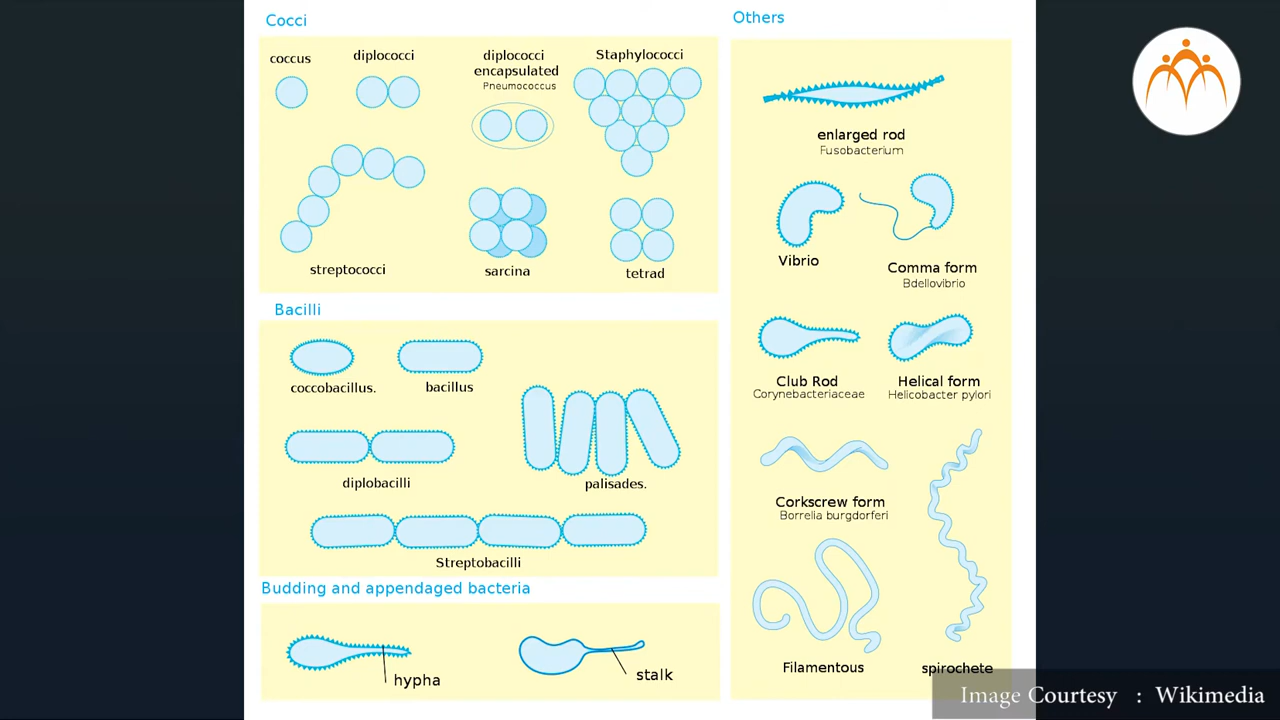 Cocci
coccus
diplococci
diplococci
encapsulated
Pneumococcus
Staphylococci
streptococci
sarcina
tetrad
Bacilli
coccobacillus.
bacillus
diplobacilli
palisades.
Streptobacilli
Budding and appendaged bacteria
hypha
stalk
Others
enlarged rod
Fusobacterium
Vibrio
Comma form
Bdellovibrio
Club Rod
Corynebacteriaceae
Helical form
Helicobacter pylori
Corkscrew form
Borrelia burgdorferi
Filamentous
spirochete
Image Courtesy : Wikimedia